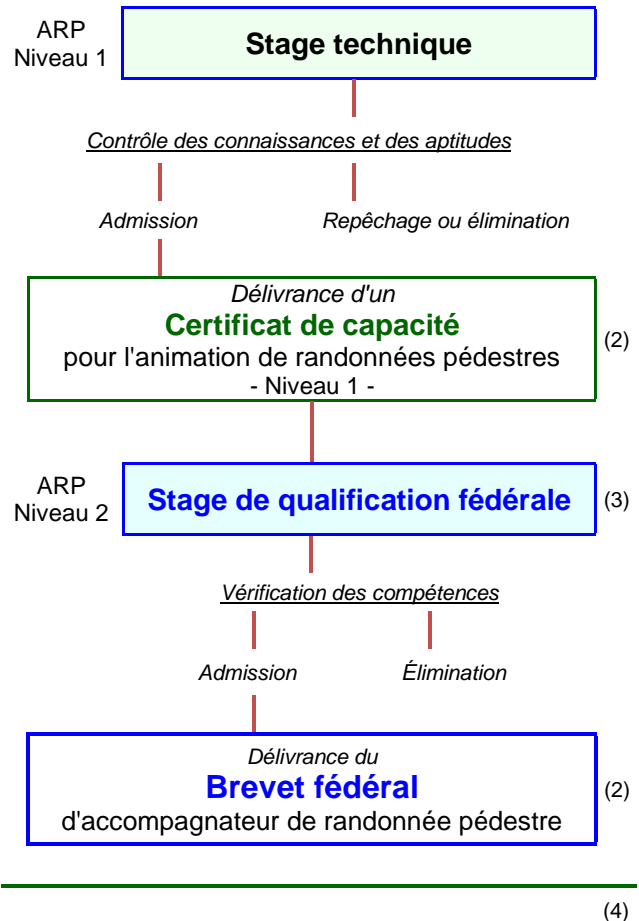 ARP
Niveau 1
Stage technique
Contrôle des connaissances et des aptitudes
Admission
Repêchage ou élimination
Délivrance d'un
Certificat de capacité
pour l'animation de randonnées pédestres
- Niveau 1 -
(2)
ARP
Niveau 2
Stage de qualification fédérale
(3)
Vérification des compétences
Admission
Élimination
Délivrance du
Brevet fédéral
d'accompagnateur de randonnée pédestre
(2)
(4)